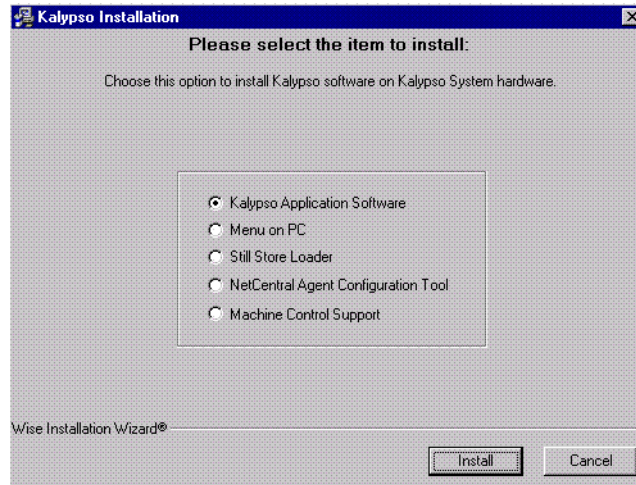 Kalypso Installation
Please select the item to install:
Choose this option to install Kalypso software on Kalypso System hardware.
Kalypso Application Software
Menu on PC
Still Store Loader
NetCentral Agent Configuration Tool
Machine Control Support
Wise Installation Wizard®
Install
Cancel